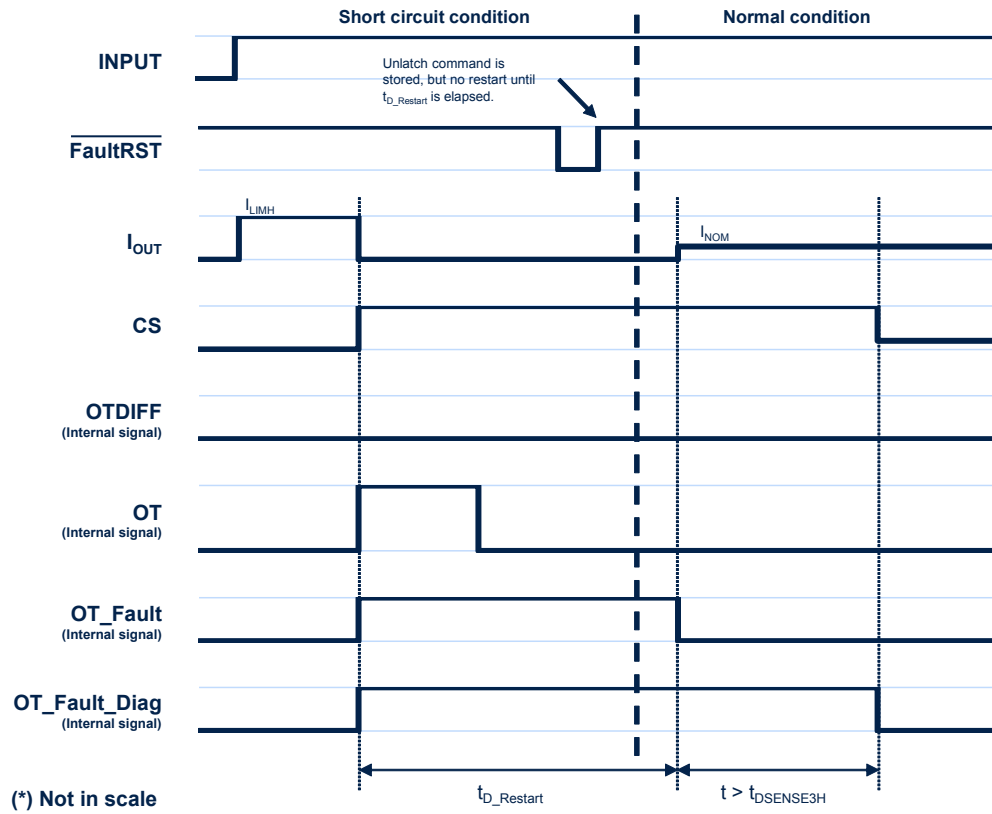 Short circuit condition
Normal condition
INPUT
Unlatch command is
stored, but no restart until
tD_Restart is elapsed.
FaultRST
ILIMH
INOM
IOUT
CS
OTDIFF
(Internal signal)
OT
(Internal signal)
OT_Fault
(Internal signal)
OT_Fault_Diag
(Internal signal)
tD_Restart
t > tDSENSE3H
(*) Not in scale